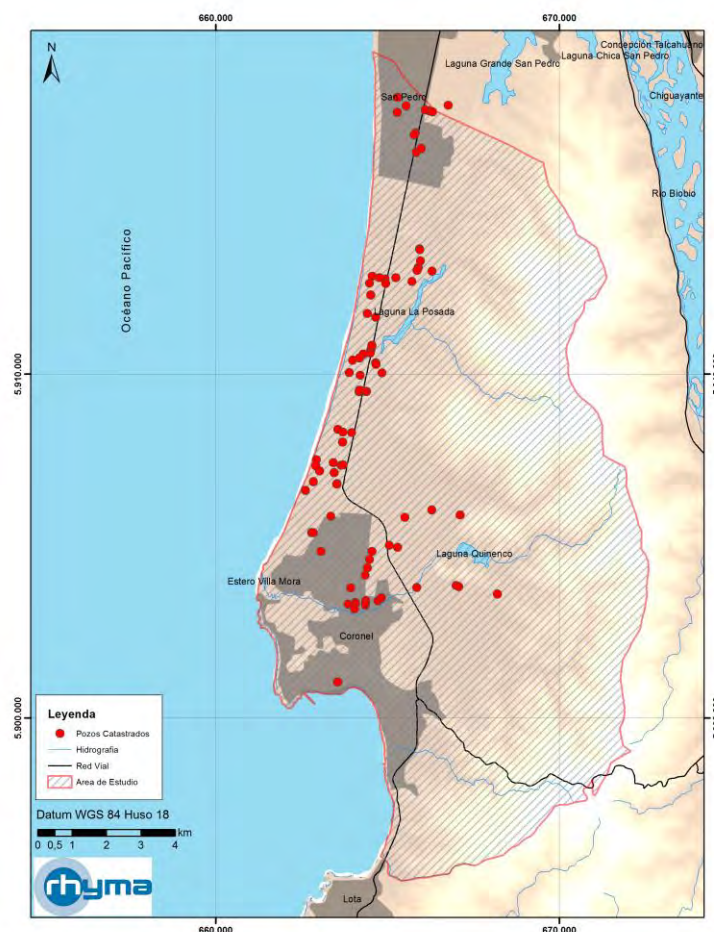 660.000
670.000
N
Concepción Talcahuano
Laguna Grande San Pedro
Laguna Chica San Pedro
Chiguayante
San Pedro
Río Biobío
Océano Pacífico
Laguna La Posada
5.910.000
Laguna Quinenco
Estero Villa Mora
Coronel
5.900.000
Leyenda
Pozos Catastrados
Hidrografia
Red Vial
Area de Estudio
Datum WGS 84 Huso 18
0 0,5 1 2 3 4 km
rhyma
Lota
660.000
670.000